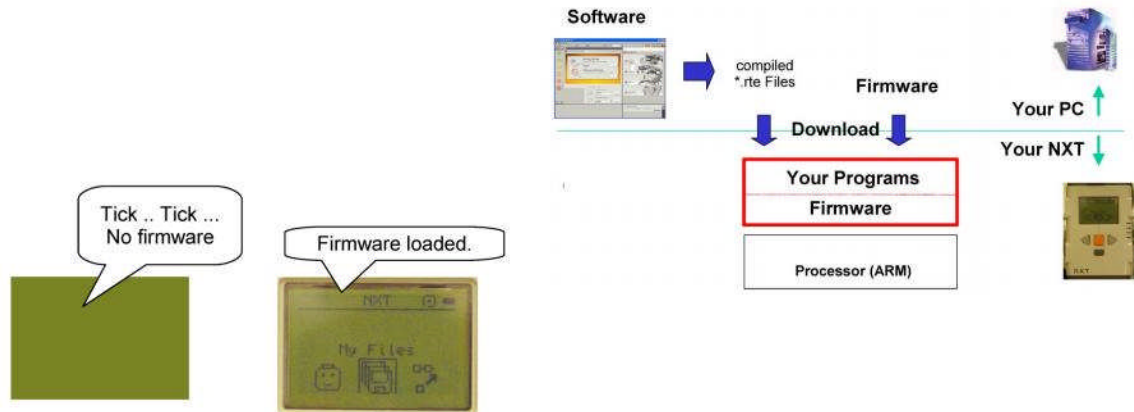 Software
compiled
*.rte Files
Firmware
Your PC
Download
Your NXT
Your Programs
Firmware
Processor (ARM)
NXT
Tick .. Tick ...
No firmware
Firmware loaded.
NXT
My Files